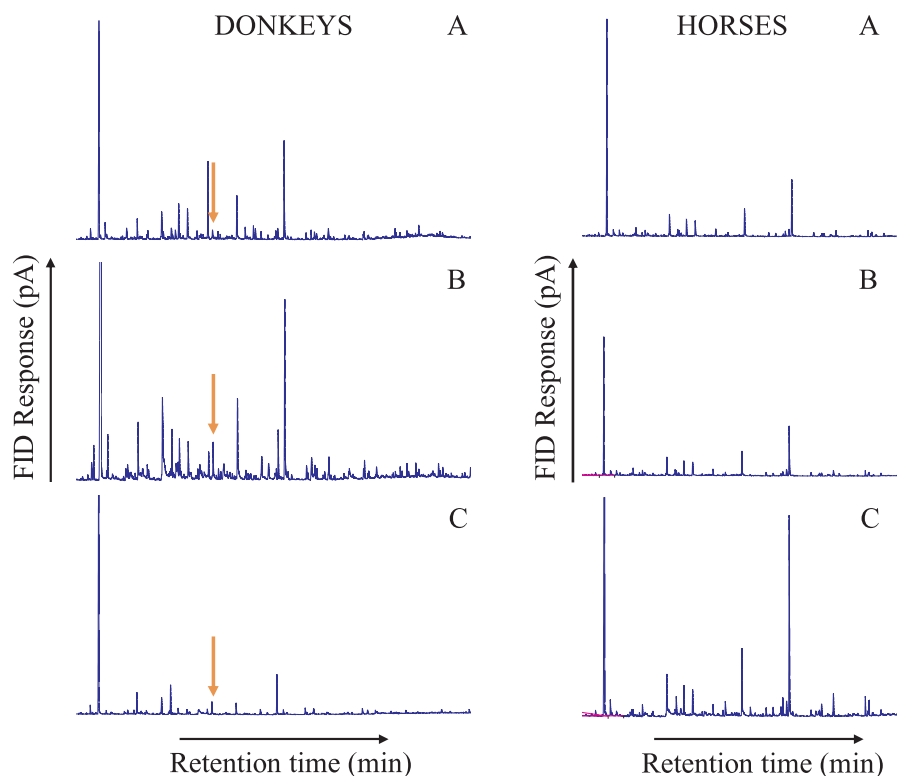 DONKEYS
A
HORSES
A
FID Response (pA)
B
FID Response (pA)
B
C
C
Retention time (min)
Retention time (min)